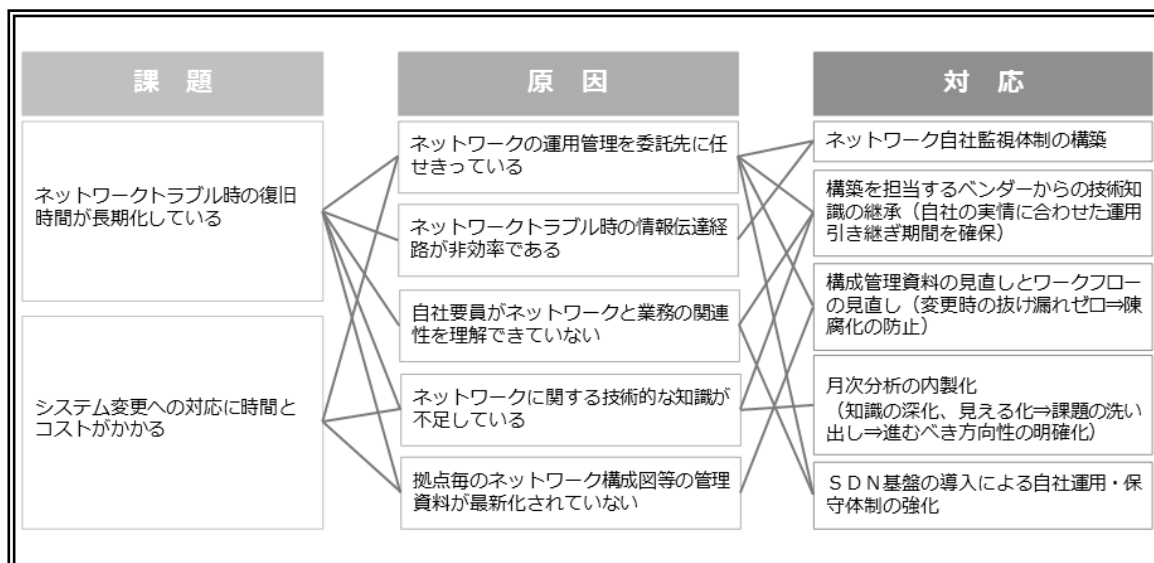 課　題
ネットワークトラブル時の復旧
時間が長期化している
システム変更への対応に時間と
コストがかかる
原　因
ネットワークの運用管理を委託先に任
せきっている
ネットワークトラブル時の情報伝達経
路が非効率である
自社要員がネットワークと業務の関連
性を理解できていない
ネットワークに関する技術的な知識が
不足している
拠点毎のネットワーク構成図等の管理
資料が最新化されていない
対　応
ネットワーク自社監視体制の構築
構築を担当するベンダーからの技術知
識の継承（自社の実情に合わせた運用
引き継ぎ期間を確保）
構成管理資料の見直しとワークフロー
の見直し（変更時の抜け漏れゼロ⇒陳
腐化の防止）
月次分析の内製化
（知識の深化、見える化⇒課題の洗い
出し⇒進むべき方向性の明確化）
ＳＤＮ基盤の導入による自社運用・保
守体制の強化